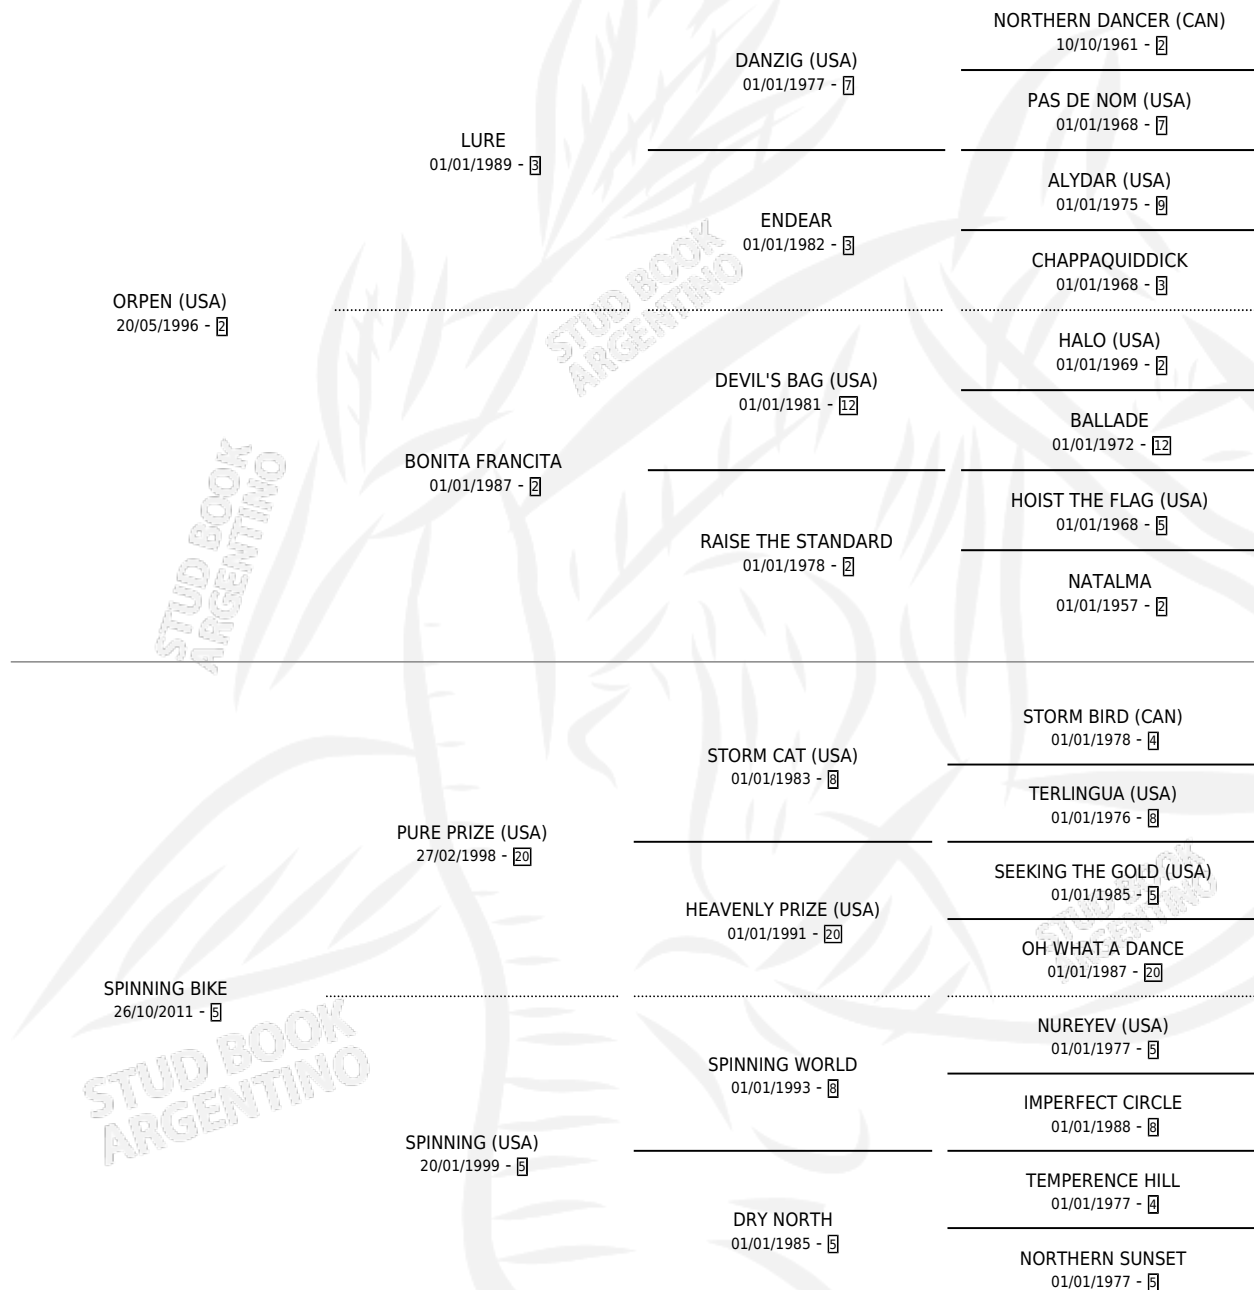 NORTHERN DANCER (CAN)
10/10/1961 - 2
DANZIG (USA)
01/01/1977 - 7
PAS DE NOM (USA)
01/01/1968 - 7
LURE
01/01/1989 - 3
ALYDAR (USA)
01/01/1975 - 9
ENDEAR
01/01/1982 - 3
CHAPPAQUIDDICK
01/01/1968 - 3
ORPEN (USA)
20/05/1996 - 2
STUD BOOK
ARGENTINO
HALO (USA)
01/01/1969 - 2
DEVIL'S BAG (USA)
01/01/1981 - 12
BALLADE
01/01/1972 - 12
BONITA FRANCITA
01/01/1987 - 2
HOIST THE FLAG (USA)
01/01/1968 - 5
RAISE THE STANDARD
01/01/1978 - 2
NATALMA
01/01/1957 - 2
STUD BOOK
ARGENTINO
STORM BIRD (CAN)
01/01/1978 - 4
STORM CAT (USA)
01/01/1983 - 8
TERLINGUA (USA)
01/01/1976 - 8
PURE PRIZE (USA)
27/02/1998 - 20
SEEKING THE GOLD (USA)
01/01/1985 - 5
HEAVENLY PRIZE (USA)
01/01/1991 - 20
STUD BOOK
ARGENTINO
OH WHAT A DANCE
01/01/1987 - 20
SPINNING BIKE
26/10/2011 - 5
STUD BOOK
ARGENTINO
NUREYEV (USA)
01/01/1977 - 5
SPINNING WORLD
01/01/1993 - 8
IMPERFECT CIRCLE
01/01/1988 - 8
SPINNING (USA)
20/01/1999 - 5
TEMPERENCE HILL
01/01/1977 - 4
DRY NORTH
01/01/1985 - 5
NORTHERN SUNSET
01/01/1977 - 5